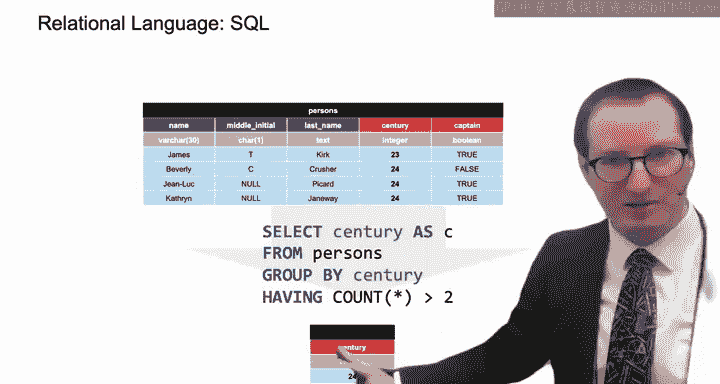 Relational Language: SQL
persons
name middle_initial last_name century captain
varchar(30) char(1) text integer boolean
James T Kirk 23 TRUE
Beverly C Crusher 24 FALSE
Jean-Luc NULL Picard 24 TRUE
Kathryn NULL Janeway 24 TRUE
SELECT century AS c
FROM persons
GROUP BY century
HAVING COUNT(*) > 2
century
24